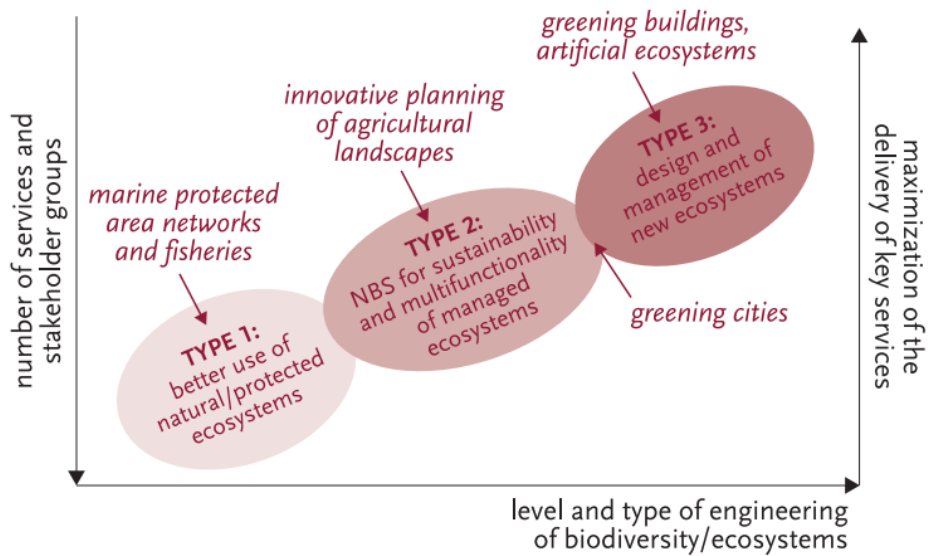 number of services and
stakeholder groups
marine protected
area networks
and fisheries
innovative planning
of agricultural
landscapes
greening buildings,
artificial ecosystems
TYPE 1:
better use of
natural/protected
ecosystems
TYPE 2:
NBS for sustainability
and multifunctionality
of managed
ecosystems
TYPE 3:
design and
management of
new ecosystems
greening cities
maximization of the
delivery of key services
level and type of engineering
of biodiversity/ecosystems